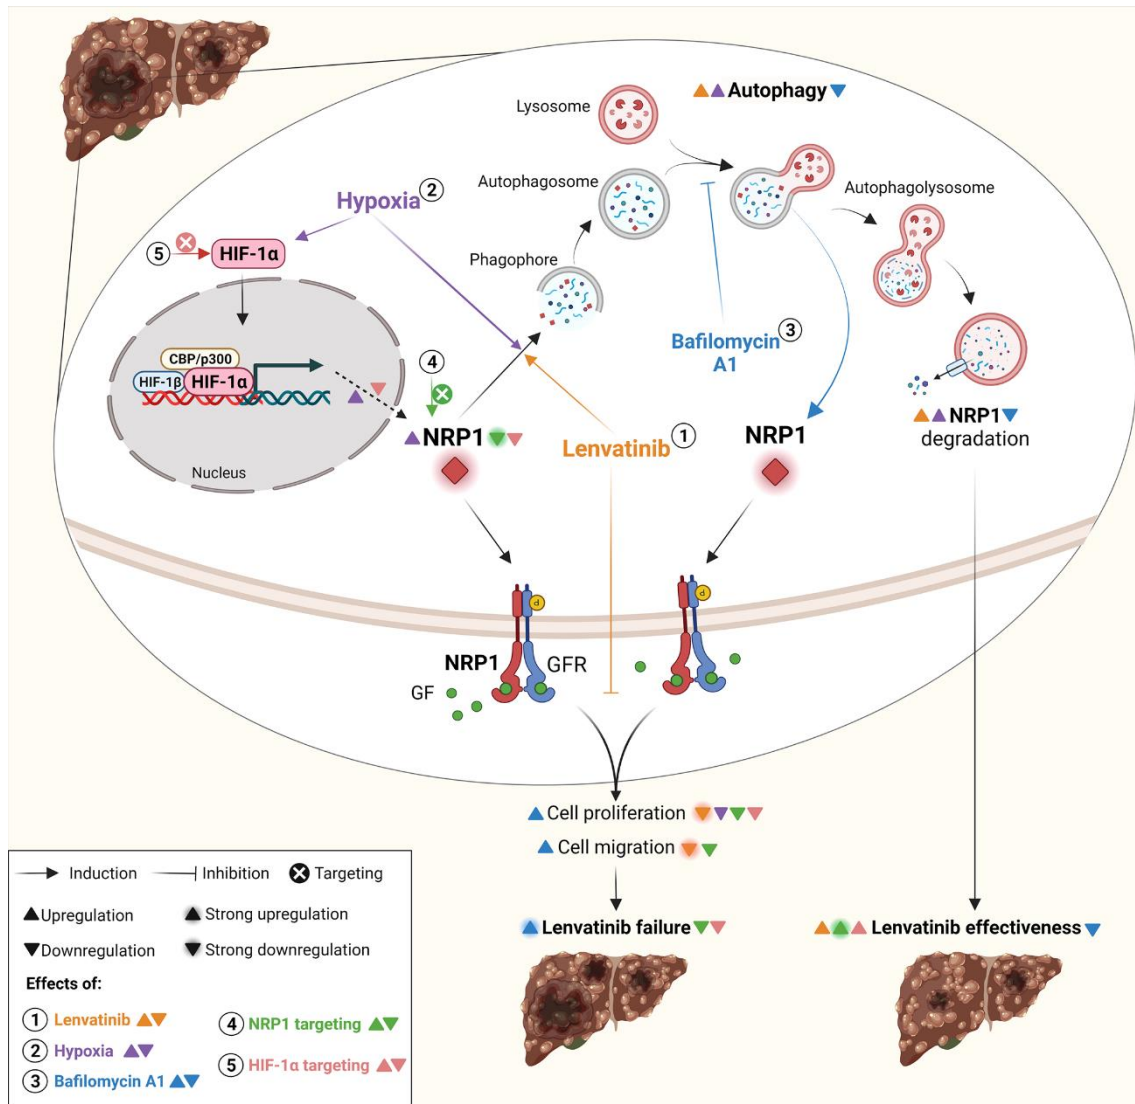 Lysosome
Autophagy
Autophagosome
Autophagolysosome
Hypoxia 2
5 HIF-1α
Phagophore
CBP/p300
HIF-1β HIF-1α
Nucleus
4
NRP1
Bafilomycin 3
A1
Lenvatinib 1
NRP1
NRP1
degradation
P
P
NRP1
GFR
GF
Cell proliferation
Cell migration
Lenvatinib failure
Lenvatinib effectiveness
Induction
Inhibition
Targeting
Upregulation
Strong upregulation
Downregulation
Strong downregulation
Effects of:
1 Lenvatinib
2 Hypoxia
3 Bafilomycin A1
4 NRP1 targeting
5 HIF-1α targeting